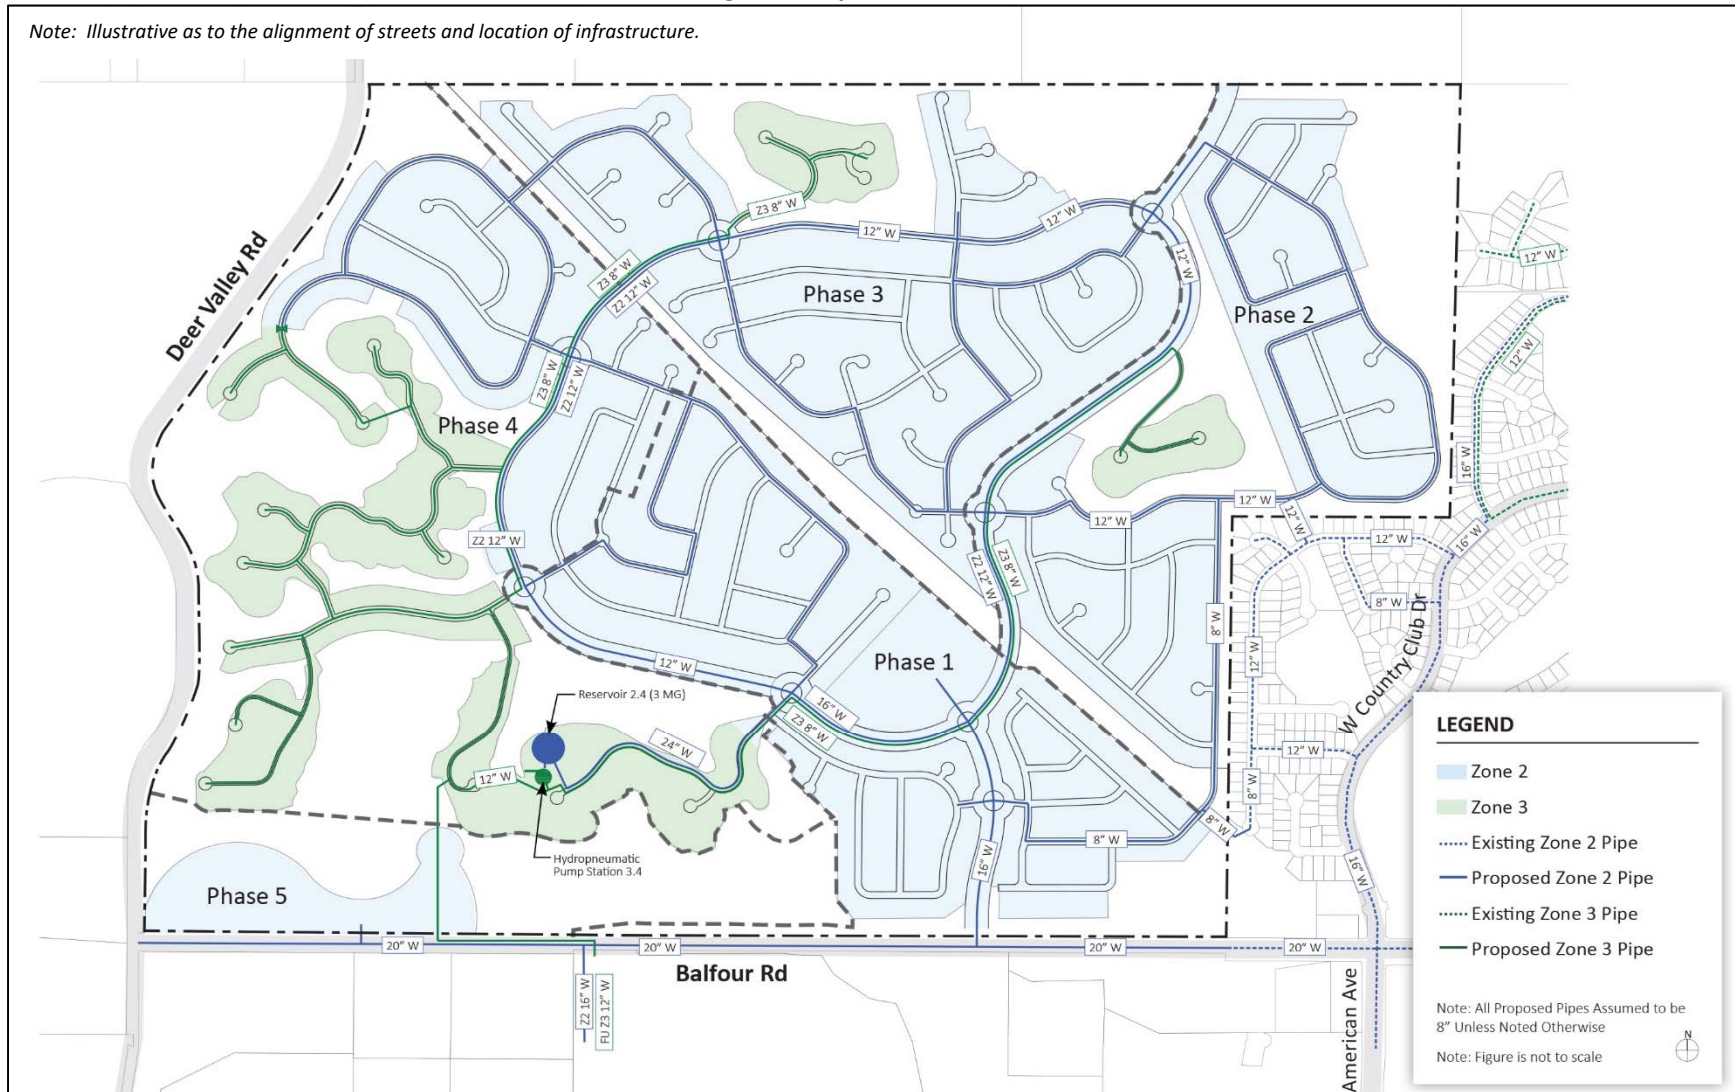 Note:  Illustrative as to the alignment of streets and location of infrastructure.
Deer Valley Rd
Z3 8" W
12" W
12" W
12" W
Z3 8" W
Z2 12" W
Phase 3
Phase 2
12" W
12" W
Z3 8" W
Z2 12" W
Phase 4
16" W
12" W
12" W
12" W
12" W
16" W
Z2 12" W
Z3 8" W
Z2 12" W
8" W
8" W
12" W
W Country Club Dr
12" W
Phase 1
Reservoir 2.4 (3 MG)
16" W
Z3 8" W
24" W
12" W
12" W
8" W
8" W
8" W
16" W
16" W
Hydropneumatic
Pump Station 3.4
Phase 5
20" W
20" W
20" W
20" W
Balfour Rd
Z2 16" W
FU Z3 12" W
American Ave
LEGEND
Zone 2
Zone 3
Existing Zone 2 Pipe
Proposed Zone 2 Pipe
Existing Zone 3 Pipe
Proposed Zone 3 Pipe
Note: All Proposed Pipes Assumed to be
8" Unless Noted Otherwise
Note: Figure is not to scale
N